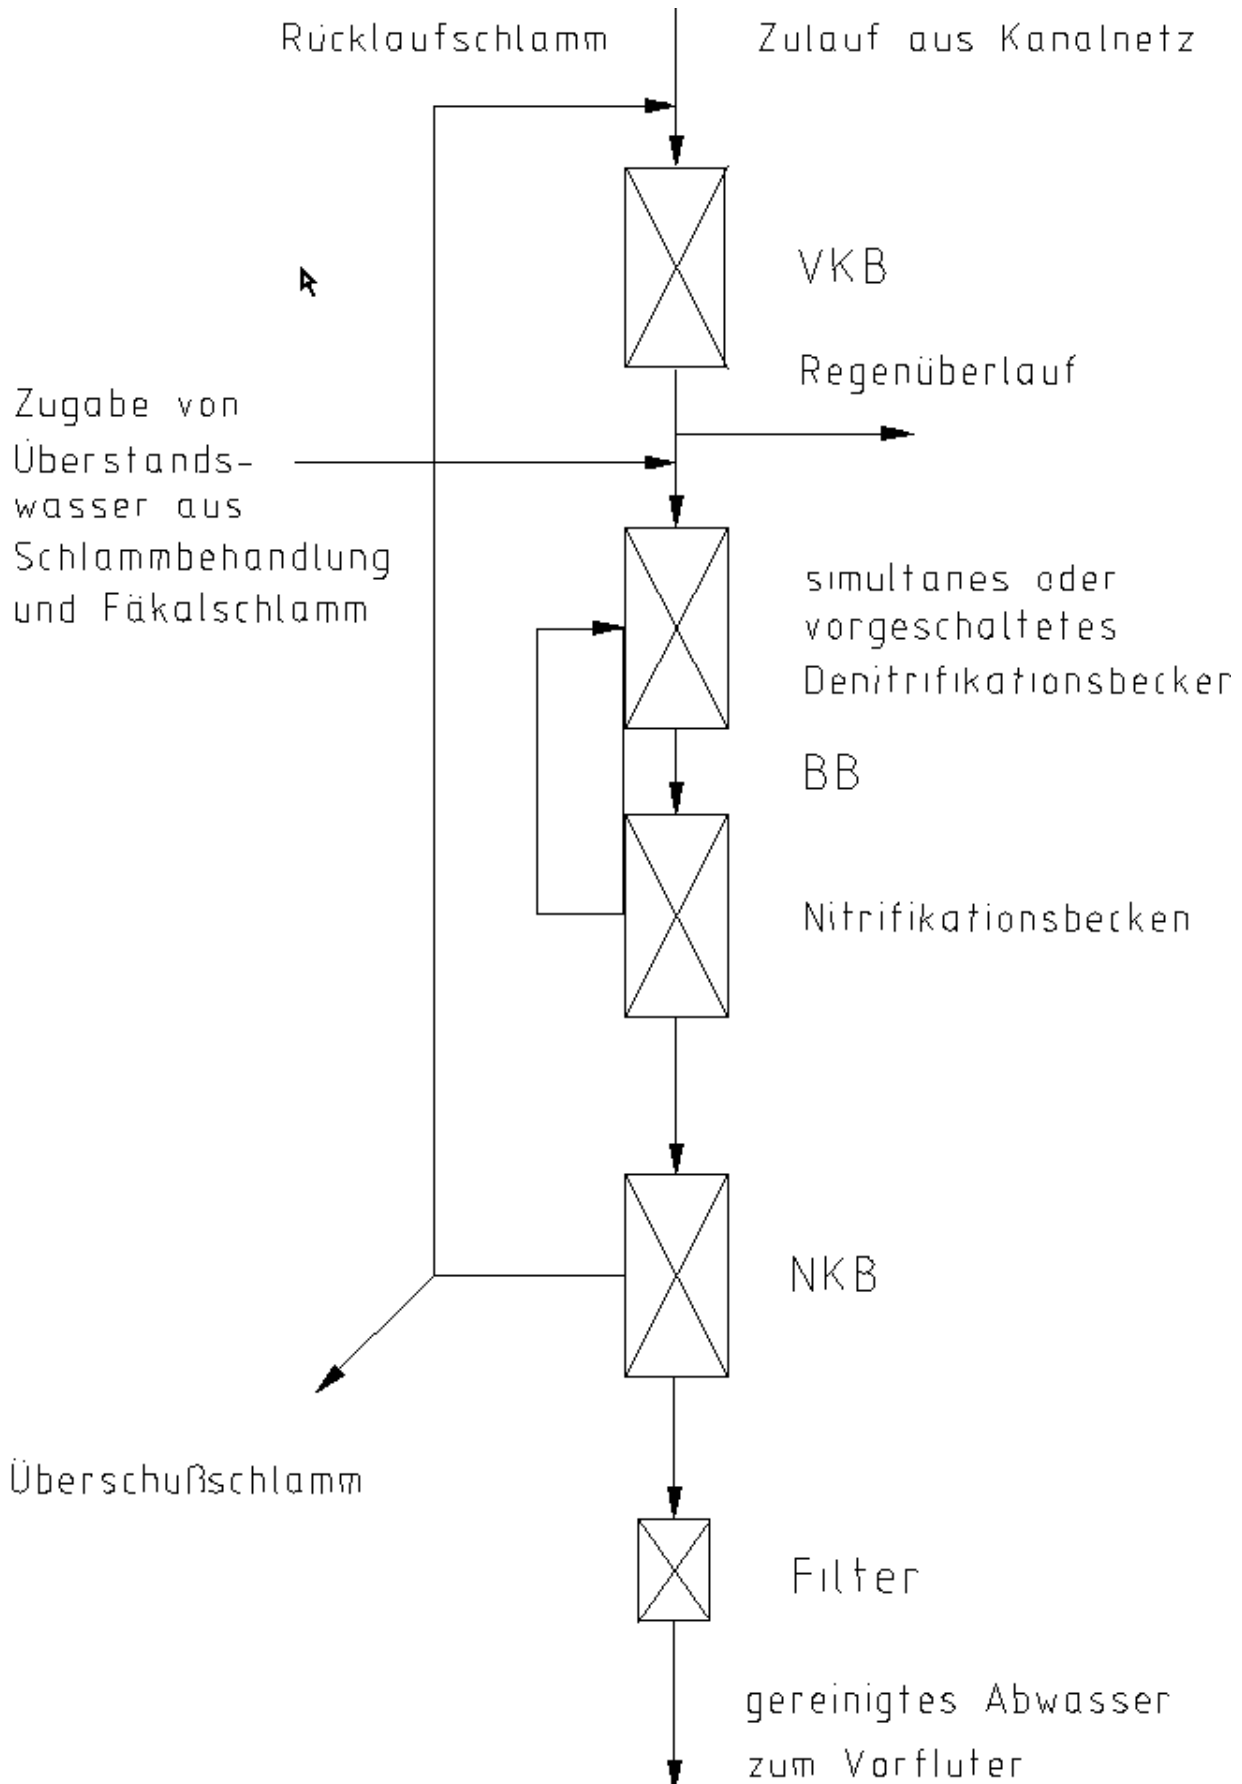 Rücklaufschlamm
Zulauf aus Kanalnetz
VKB
Regenüberlauf
Zugabe von
Überstands-
wasser aus
Schlammbehandlung
und Fäkalschlamm
simultanes oder
vorgeschaltetes
Denitrifikationsbecker
BB
Nitrifikationsbecken
NKB
Überschußschlamm
Filter
gereinigtes Abwasser
zum Vorfluter